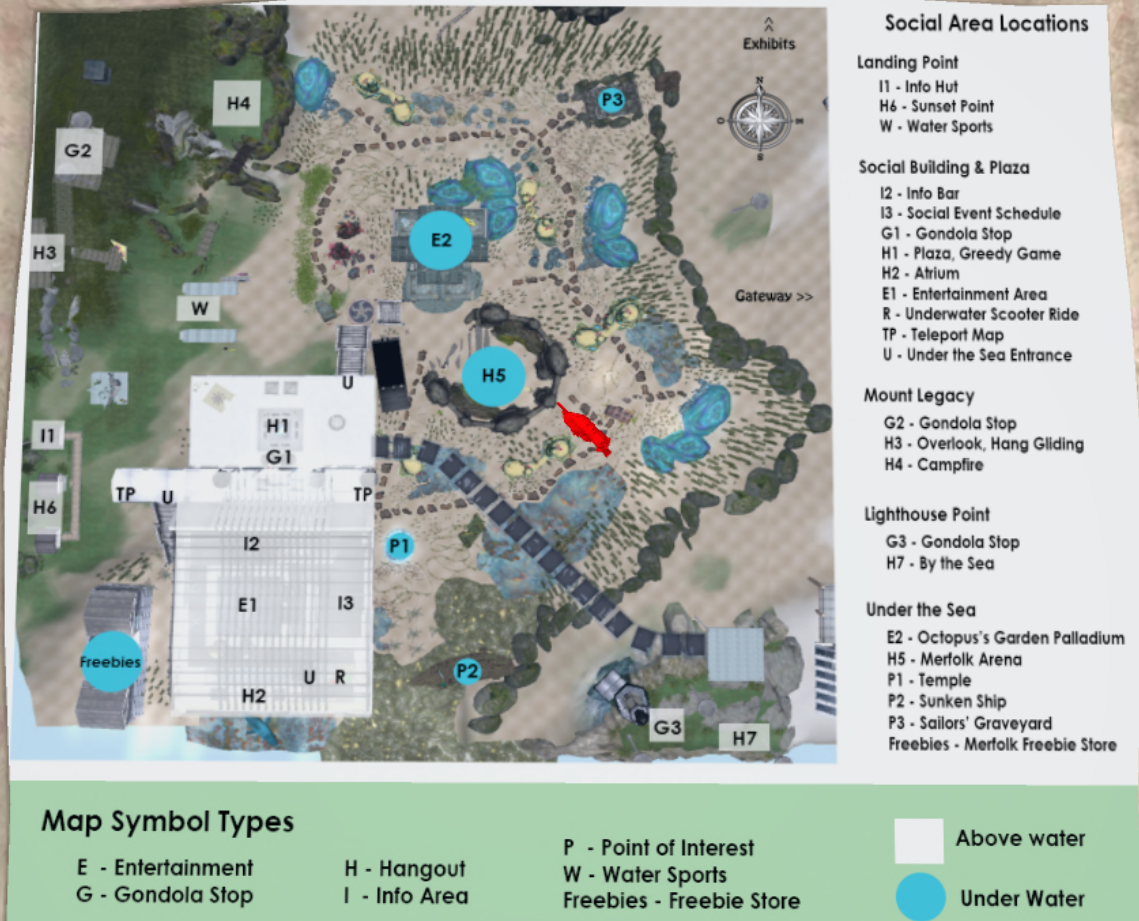 Exhibits
N
O
E
S
H4
P3
G2
E2
H3
W
Gateway >>
H5
U
H1
I1
G1
TP
U
TP
H6
I2
P1
E1
I3
Freebies
P2
U
R
H2
G3
H7
Social Area Locations
Landing Point
I1 - Info Hut
H6 - Sunset Point
W - Water Sports
Social Building & Plaza
I2 - Info Bar
I3 - Social Event Schedule
G1 - Gondola Stop
H1 - Plaza, Greedy Game
H2 - Atrium
E1 - Entertainment Area
R - Underwater Scooter Ride
TP - Teleport Map
U - Under the Sea Entrance
Mount Legacy
G2 - Gondola Stop
H3 - Overlook, Hang Gliding
H4 - Campfire
Lighthouse Point
G3 - Gondola Stop
H7 - By the Sea
Under the Sea
E2 - Octopus's Garden Palladium
H5 - Merfolk Arena
P1 - Temple
P2 - Sunken Ship
P3 - Sailors' Graveyard
Freebies - Merfolk Freebie Store
Map Symbol Types
E - Entertainment
G - Gondola Stop
H - Hangout
I - Info Area
P - Point of Interest
W - Water Sports
Freebies - Freebie Store
Above water
Under Water